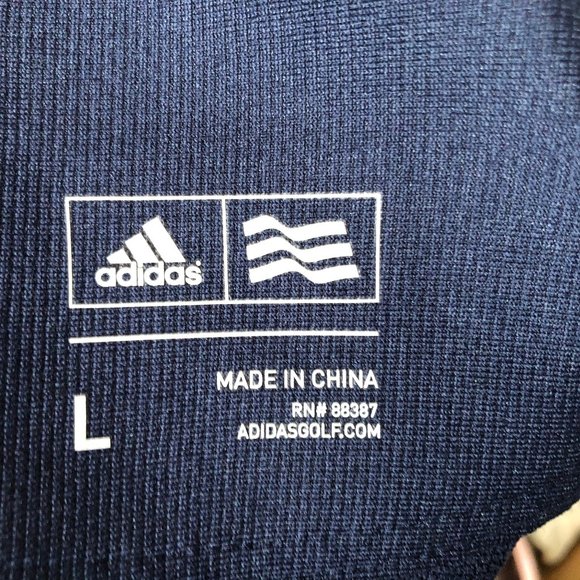 adidas
MADE IN CHINA
L
RN# 88387
ADIDASGOLF.COM